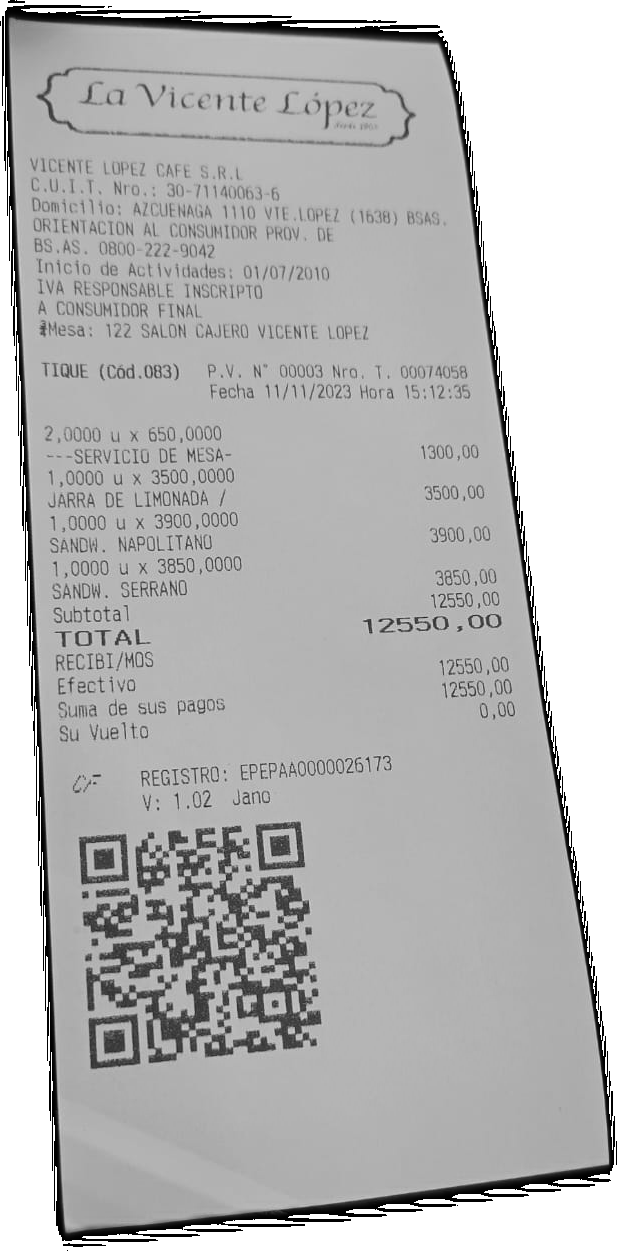 La Vicente López
desde 1965
VICENTE LOPEZ CAFE S.R.L
C.U.I.T. Nro.: 30-71140063-6
Domicilio: AZCUENAGA 1110 VTE.LOPEZ (1638) BSAS.
ORIENTACION AL CONSUMIDOR PROV. DE
BS.AS. 0800-222-9042
Inicio de Actividades: 01/07/2010
IVA RESPONSABLE INSCRIPTO
A CONSUMIDOR FINAL
Mesa: 122 SALON CAJERO VICENTE LOPEZ
TIQUE (Cód.083) P.V. N° 00003 Nro. T. 00074058
Fecha 11/11/2023 Hora 15:12:35
2,0000 u x 650,0000
---SERVICIO DE MESA- 1300,00
1,0000 u x 3500,0000
JARRA DE LIMONADA / 3500,00
1,0000 u x 3900,0000
SANDW. NAPOLITANO 3900,00
1,0000 u x 3850,0000
SANDW. SERRANO 3850,00
Subtotal 12550,00
TOTAL 12550,00
RECIBI/MOS
Efectivo 12550,00
Suma de sus pagos 12550,00
Su Vuelto 0,00
CF REGISTRO: EPEPAA0000026173
V: 1.02 Jano